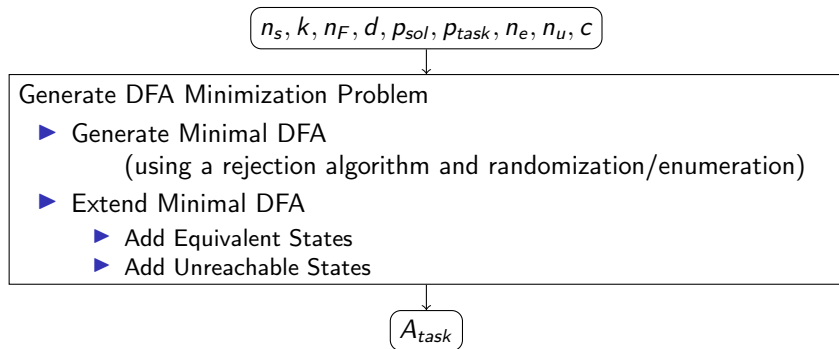 n_s, k, n_F, d, p_sol, p_task, n_e, n_u, c
Generate DFA Minimization Problem
▶ Generate Minimal DFA
(using a rejection algorithm and randomization/enumeration)
▶ Extend Minimal DFA
▶ Add Equivalent States
▶ Add Unreachable States
A_task